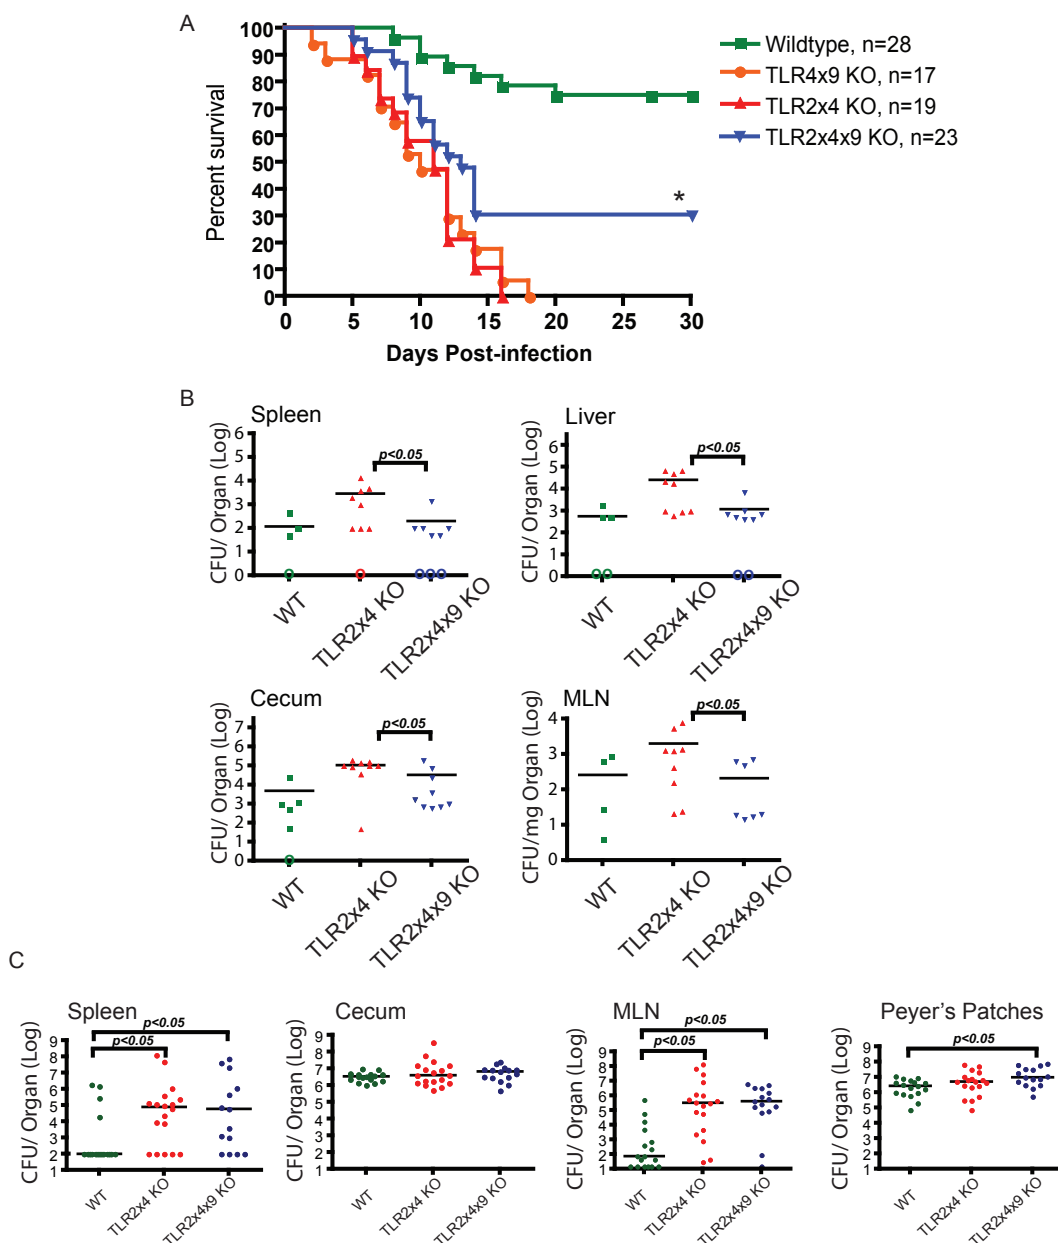 A
Percent survival
100
90
80
70
60
50
40
30
20
10
0
0 5 10 15 20 25 30
Days Post-infection
*
Wildtype, n=28
TLR4x9 KO, n=17
TLR2x4 KO, n=19
TLR2x4x9 KO, n=23
B
Spleen
CFU/ Organ (Log)
6
5
4
3
2
1
0
p<0.05
WT
TLR2x4 KO
TLR2x4x9 KO
Liver
CFU/ Organ (Log)
6
5
4
3
2
1
0
p<0.05
WT
TLR2x4 KO
TLR2x4x9 KO
Cecum
CFU/ Organ (Log)
7
6
5
4
3
2
1
0
p<0.05
WT
TLR2x4 KO
TLR2x4x9 KO
MLN
CFU/mg Organ (Log)
4
3
2
1
0
p<0.05
WT
TLR2x4 KO
TLR2x4x9 KO
C
Spleen
CFU/ Organ (Log)
9
8
7
6
5
4
3
2
1
p<0.05
p<0.05
WT
TLR2x4 KO
TLR2x4x9 KO
Cecum
CFU/ Organ (Log)
9
8
7
6
5
4
3
2
1
WT
TLR2x4 KO
TLR2x4x9 KO
MLN
CFU/ Organ (Log)
9
8
7
6
5
4
3
2
1
p<0.05
p<0.05
WT
TLR2x4 KO
TLR2x4x9 KO
Peyer's Patches
CFU/ Organ (Log)
9
8
7
6
5
4
3
2
1
p<0.05
WT
TLR2x4 KO
TLR2x4x9 KO